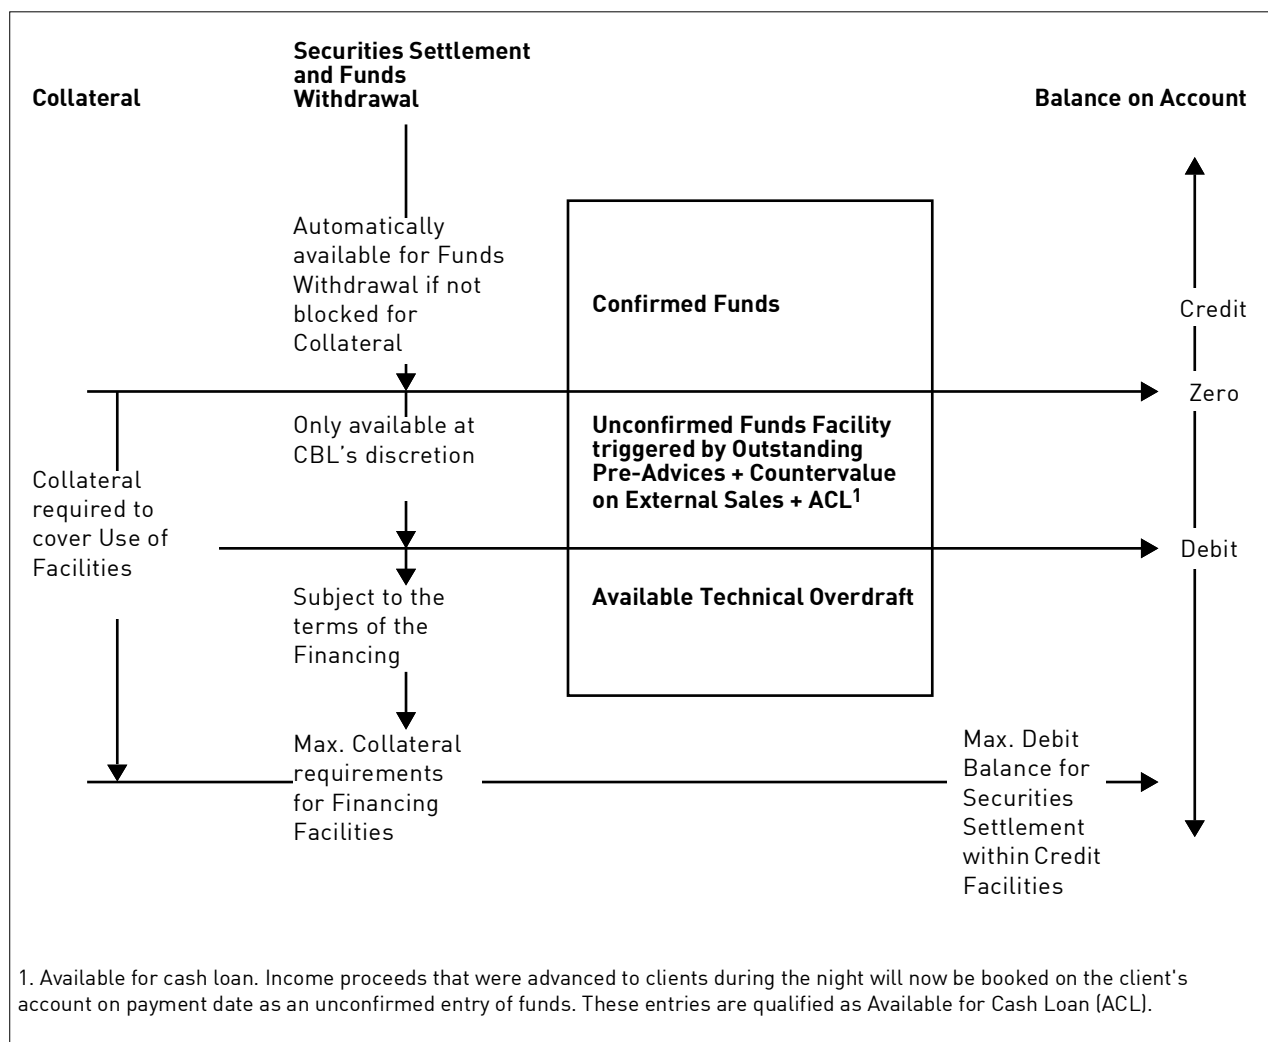 Securities Settlement
and Funds
Withdrawal
Collateral
Balance on Account
Automatically
available for Funds
Withdrawal if not
blocked for
Collateral
Confirmed Funds
Credit
Zero
Only available at
CBL's discretion
Unconfirmed Funds Facility
triggered by Outstanding
Pre-Advices + Countervalue
on External Sales + ACL1
Collateral
required to
cover Use of
Facilities
Debit
Subject to the
terms of the
Financing
Available Technical Overdraft
Max. Collateral
requirements
for Financing
Facilities
Max. Debit
Balance for
Securities
Settlement
within Credit
Facilities
1. Available for cash loan. Income proceeds that were advanced to clients during the night will now be booked on the client's
account on payment date as an unconfirmed entry of funds. These entries are qualified as Available for Cash Loan (ACL).